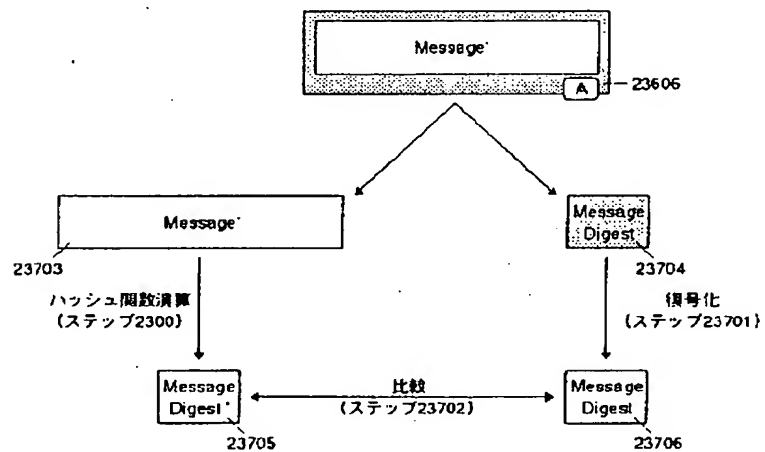 Message'
A
23606
Message'
Message
Digest
23703
23704
ハッシュ関数演算
(ステップ2300)
復号化
(ステップ23701)
Message
Digest'
比較
(ステップ23702)
Message
Digest
23705
23706